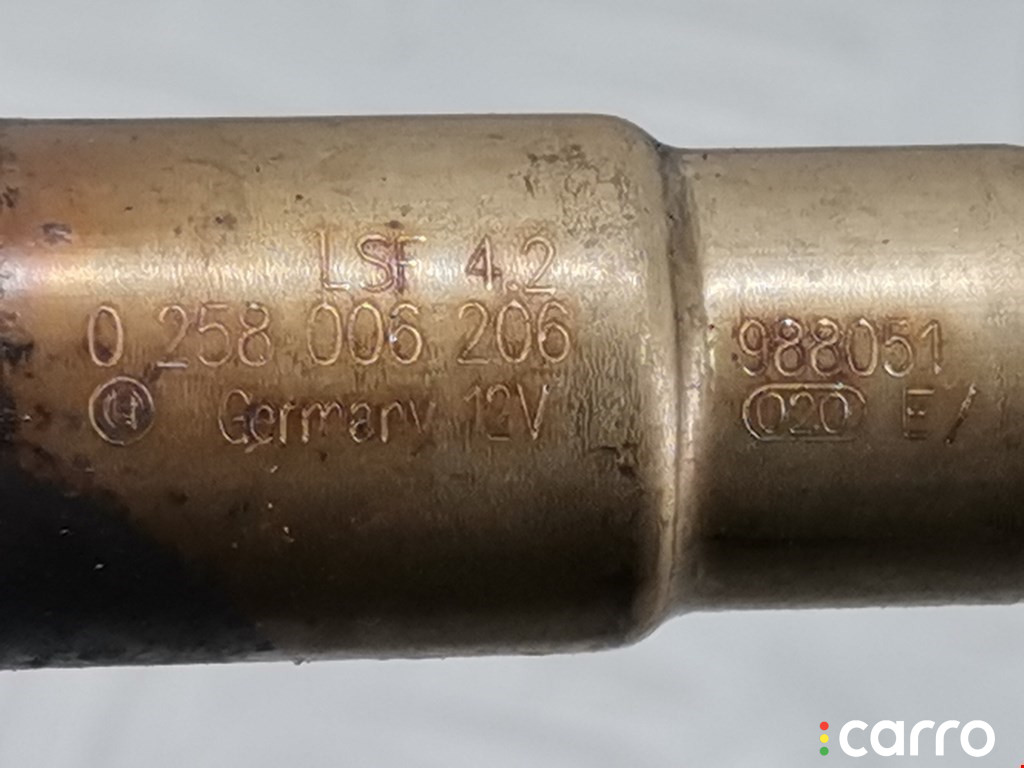 LSF 4.2
0 258 006 206
Germany 12V
988051
020 E/
carro